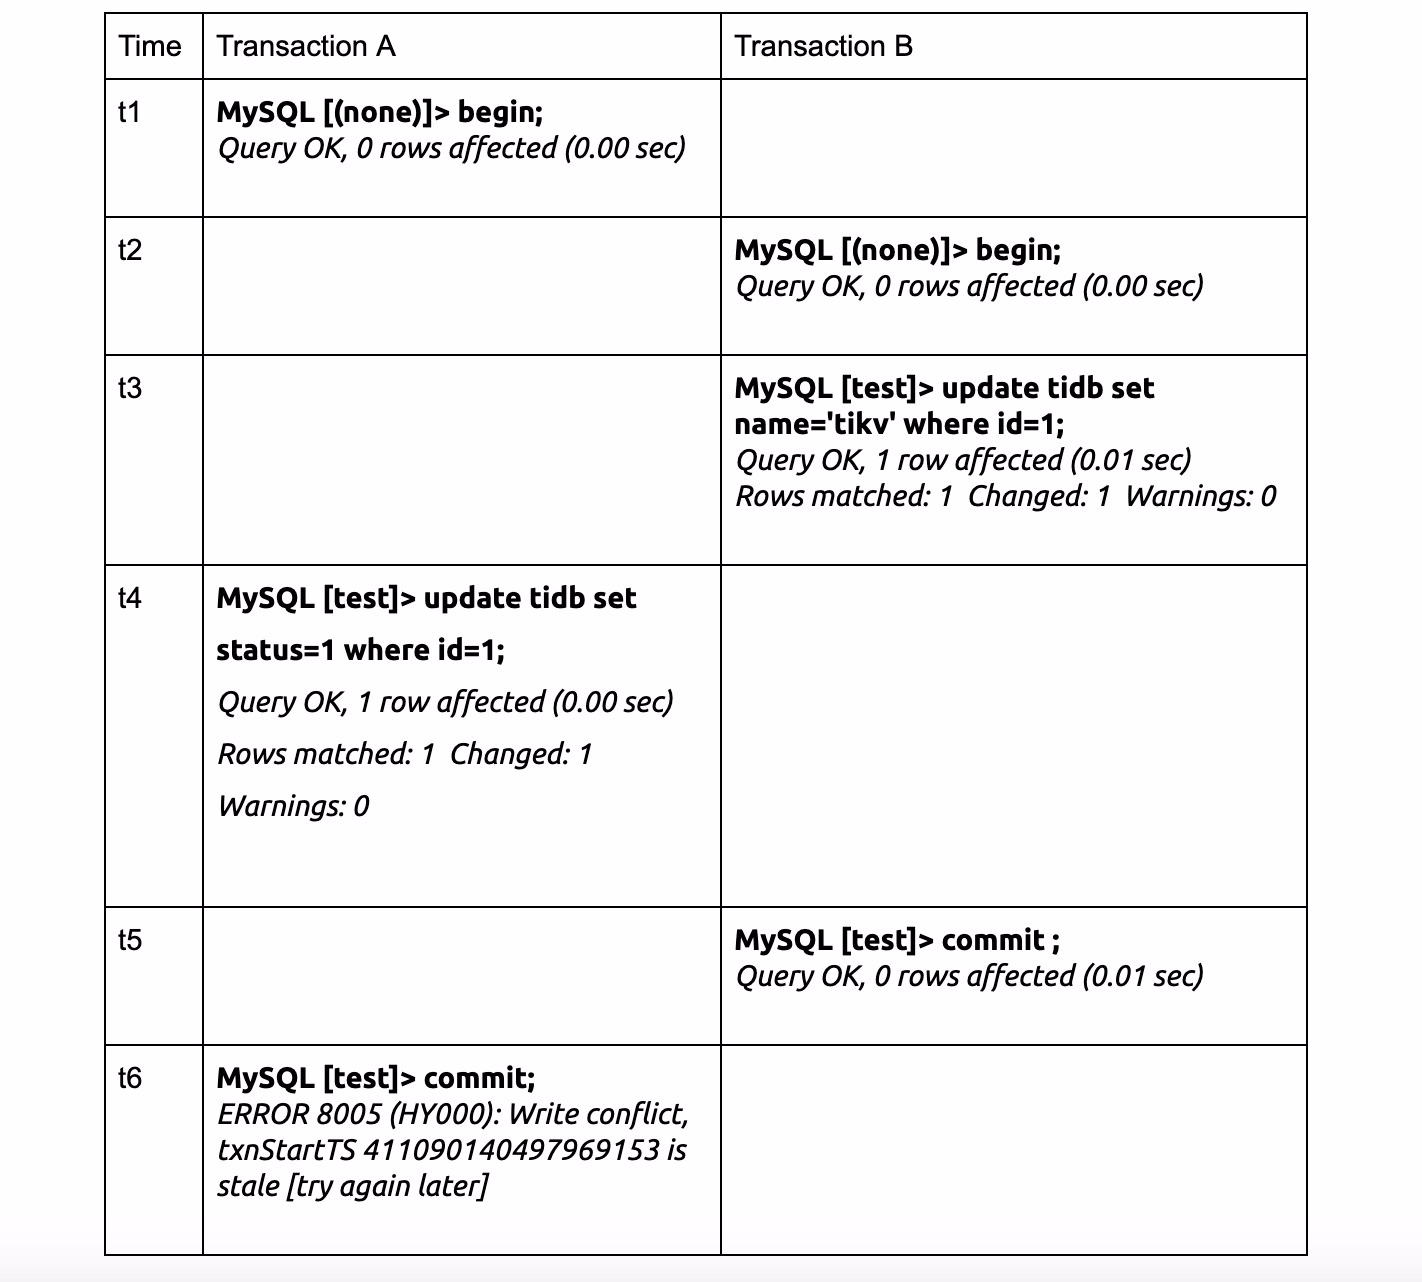 Time Transaction A Transaction B
t1 MySQL [(none)]> begin;
Query OK, 0 rows affected (0.00 sec)
t2 MySQL [(none)]> begin;
Query OK, 0 rows affected (0.00 sec)
t3 MySQL [test]> update tidb set
name='tikv' where id=1;
Query OK, 1 row affected (0.01 sec)
Rows matched: 1  Changed: 1  Warnings: 0
t4 MySQL [test]> update tidb set
status=1 where id=1;
Query OK, 1 row affected (0.00 sec)
Rows matched: 1  Changed: 1
Warnings: 0
t5 MySQL [test]> commit ;
Query OK, 0 rows affected (0.01 sec)
t6 MySQL [test]> commit;
ERROR 8005 (HY000): Write conflict,
txnStartTS 411090140497969153 is
stale [try again later]